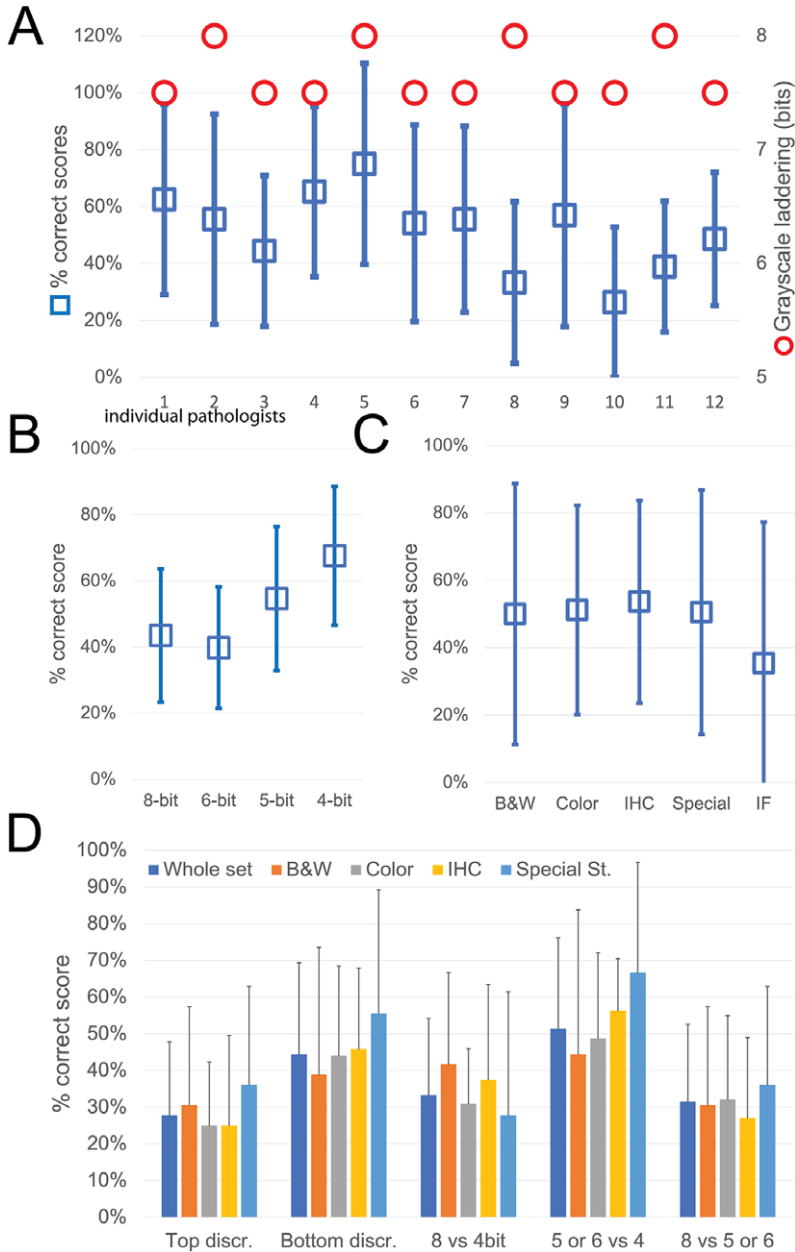 A
120%
100%
80%
60%
40%
20%
0%
% correct scores
8
7
6
5
Grayscale laddering (bits)
1 2 3 4 5 6 7 8 9 10 11 12
individual pathologists
B
100%
80%
60%
40%
20%
0%
% correct score
8-bit 6-bit 5-bit 4-bit
C
100%
80%
60%
40%
20%
0%
% correct score
B&W Color IHC Special IF
D
100%
90%
80%
70%
60%
50%
40%
30%
20%
10%
0%
% correct score
Whole set B&W Color IHC Special St.
Top discr. Bottom discr. 8 vs 4bit 5 or 6 vs 4 8 vs 5 or 6